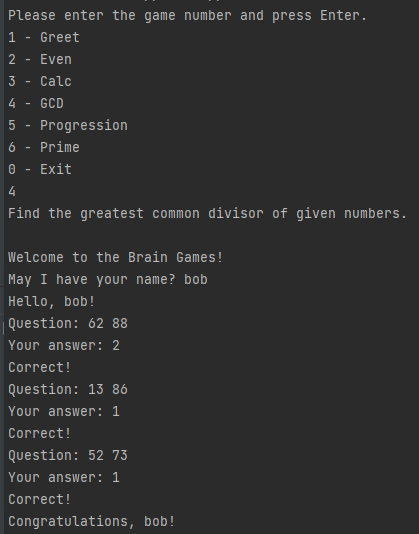 Please enter the game number and press Enter.
1 - Greet
2 - Even
3 - Calc
4 - GCD
5 - Progression
6 - Prime
0 - Exit
4
Find the greatest common divisor of given numbers.
Welcome to the Brain Games!
May I have your name? bob
Hello, bob!
Question: 62 88
Your answer: 2
Correct!
Question: 13 86
Your answer: 1
Correct!
Question: 52 73
Your answer: 1
Correct!
Congratulations, bob!